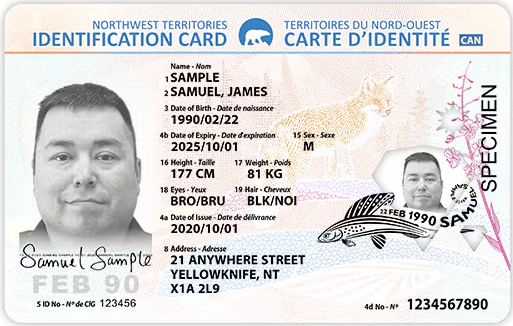 NORTHWEST TERRITORIES
IDENTIFICATION CARD
TERRITOIRES DU NORD-OUEST
CARTE D'IDENTITÉ CAN
Name - Nom
1 SAMPLE
2 SAMUEL, JAMES
3 Date of Birth - Date de naissance
1990/02/22
4b Date of Expiry - Date d'expiration 15 Sex - Sexe
2025/10/01 M
16 Height - Taille 17 Weight - Poids
177 CM 81 KG
18 Eyes - Yeux 19 Hair - Cheveux
BRO/BRU BLK/NOI
4a Date of Issue - Date de délivrance
2020/10/01
8 Address - Adresse
21 ANYWHERE STREET
YELLOWKNIFE, NT
X1A 2L9
Samuel Sample
FEB 90
5 ID No - Nº de CIG 123456
SPECIMEN
22 FEB 1990 SAMUEL
4d No - Nº 1234567890